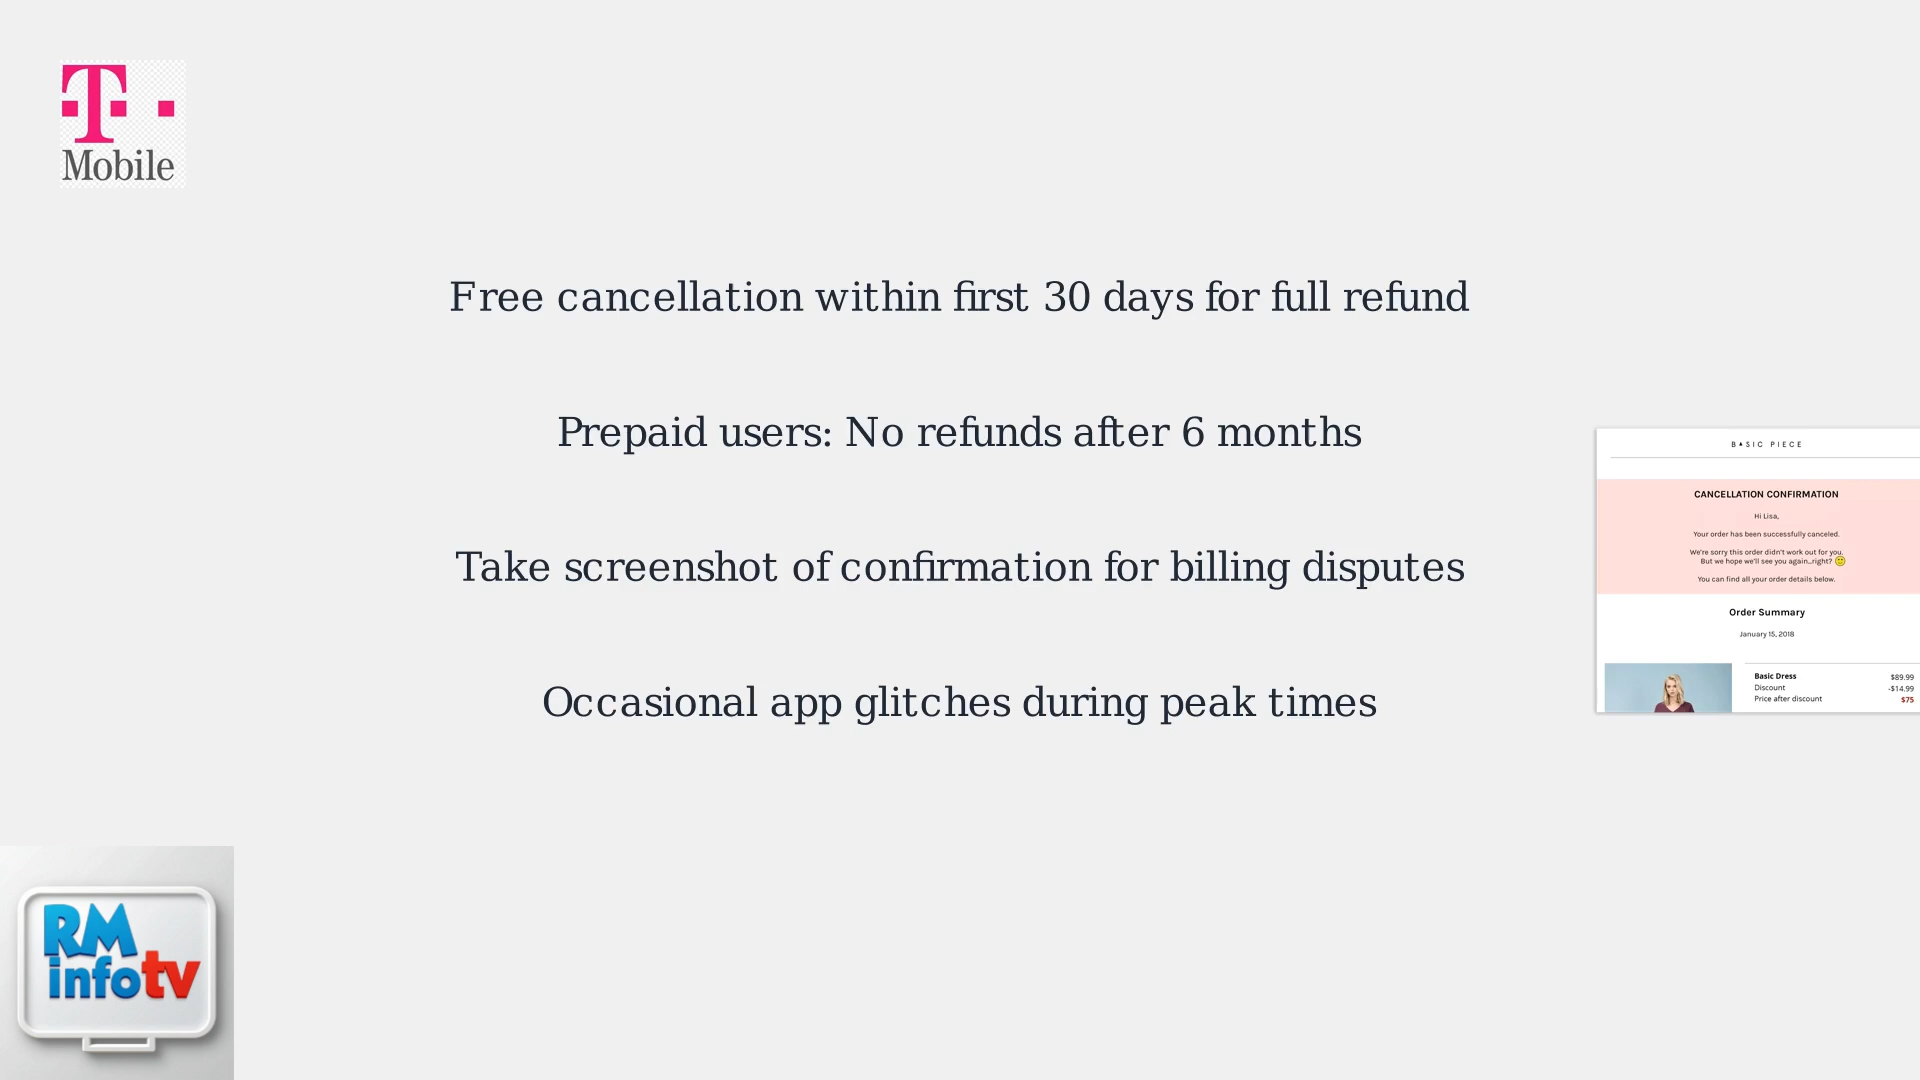 T Mobile
Free cancellation within first 30 days for full refund
Prepaid users: No refunds after 6 months
Take screenshot of confirmation for billing disputes
Occasional app glitches during peak times
BASIC PIECE
CANCELLATION CONFIRMATION
Hi Lisa,
Your order has been successfully canceled.
We're sorry this order didn't work out for you.
But we hope we'll see you again...right? 🙂
You can find all your order details below.
Order Summary
January 15, 2018
Basic Dress $89.99
Discount -$14.99
Price after discount $75
RM
infotv